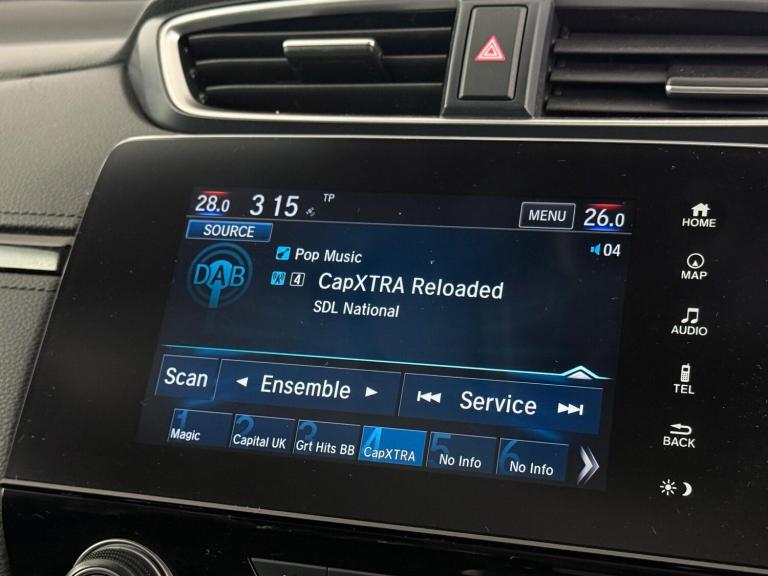 28.0 3 15 TP MENU 26.0
SOURCE
04
DAB
Pop Music
4 CapXTRA Reloaded
SDL National
Scan Ensemble Service
1 Magic
2 Capital UK
3 Grt Hits BB
4 CapXTRA
5 No Info
6 No Info
HOME
MAP
AUDIO
TEL
BACK